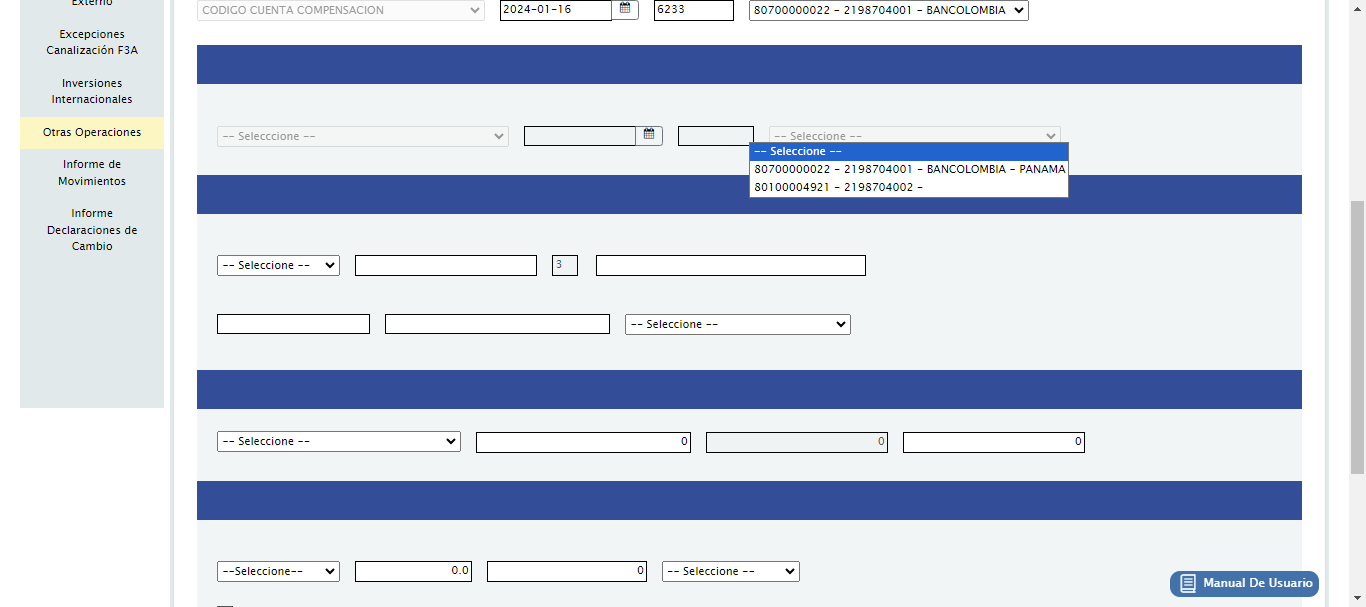 Externo
Excepciones
Canalización F3A
Inversiones
Internacionales
Otras Operaciones
Informe de
Movimientos
Informe
Declaraciones de
Cambio
CODIGO CUENTA COMPENSACION
2024-01-16
6233
80700000022 - 2198704001 - BANCOLOMBIA
-- Selecccione --
-- Seleccione --
-- Seleccione --
80700000022 - 2198704001 - BANCOLOMBIA - PANAMA
80100004921 - 2198704002 -
-- Seleccione --
3
-- Seleccione --
-- Seleccione --
0
0
0
--Seleccione--
0.0
0
-- Seleccione --
Manual De Usuario